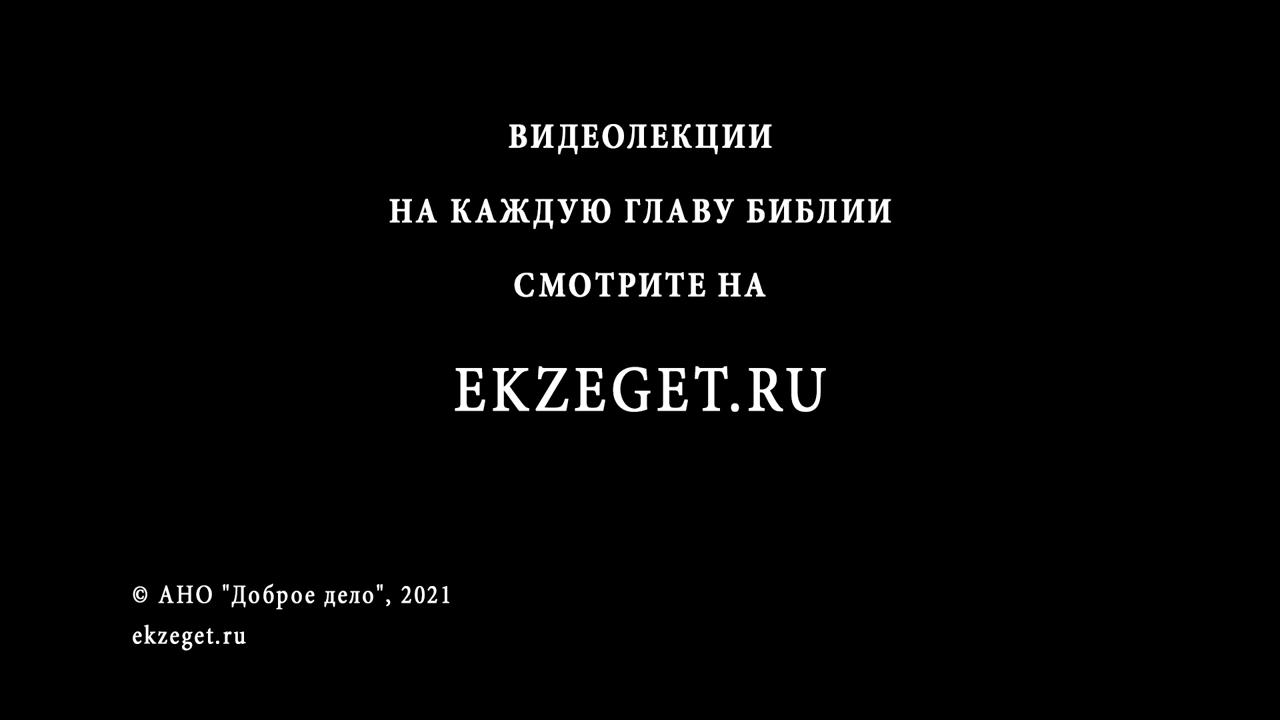 ВИДЕОЛЕКЦИИ
НА КАЖДУЮ ГЛАВУ БИБЛИИ
СМОТРИТЕ НА
EKZEGET.RU
© АНО "Доброе дело", 2021
ekzeget.ru